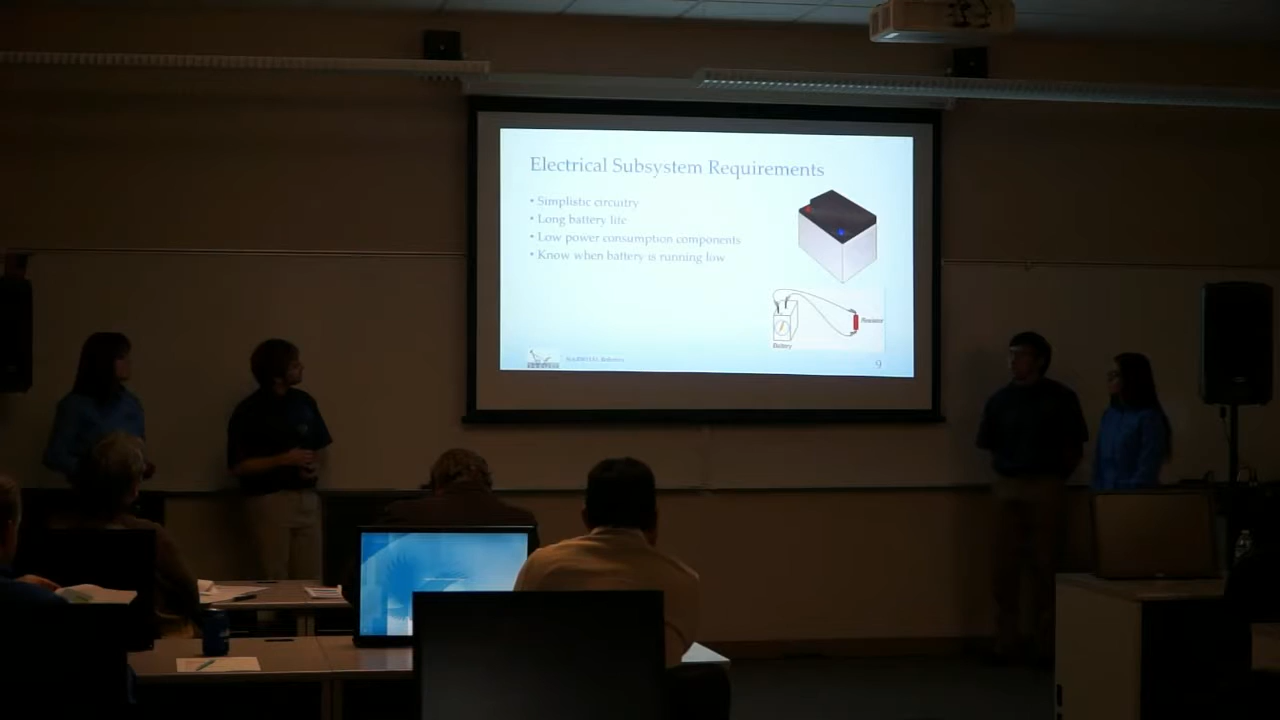 Electrical Subsystem Requirements
• Simplistic circuitry
• Long battery life
• Low power consumption components
• Know when battery is running low
Resistor
Battery
Robotics
9